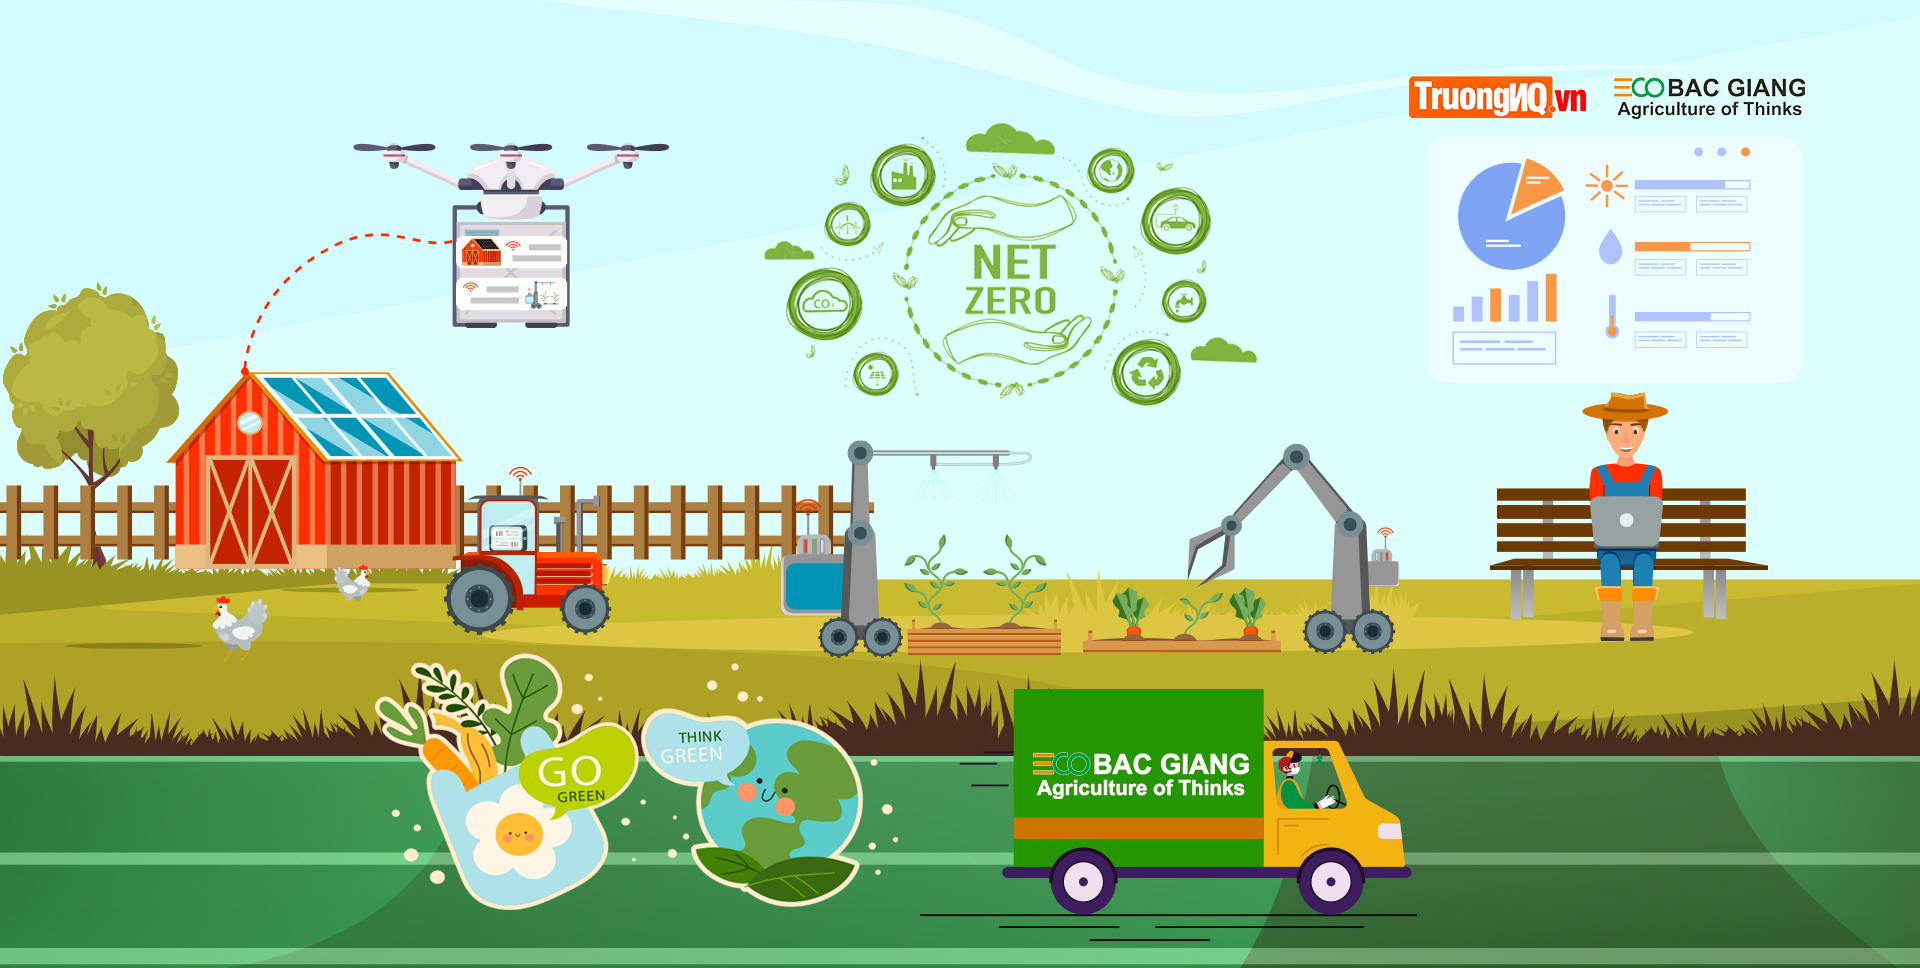 TruongNQ.vn
ECO BAC GIANG
Agriculture of Thinks
NET
ZERO
CO₂
GO
GREEN
THINK
GREEN
ECO BAC GIANG
Agriculture of Thinks